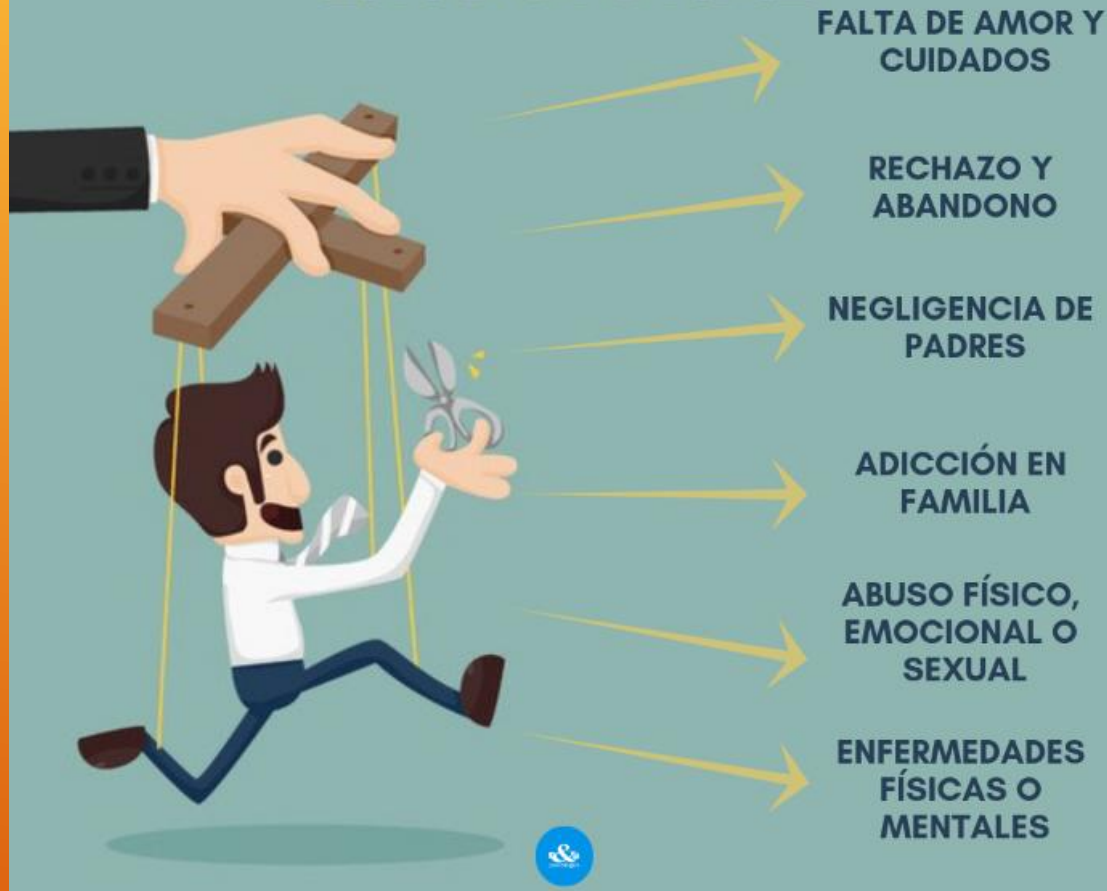 FALTA DE AMOR Y
CUIDADOS
RECHAZO Y
ABANDONO
NEGLIGENCIA DE
PADRES
ADICCIÓN EN
FAMILIA
ABUSO FÍSICO,
EMOCIONAL O
SEXUAL
ENFERMEDADES
FÍSICAS O
MENTALES